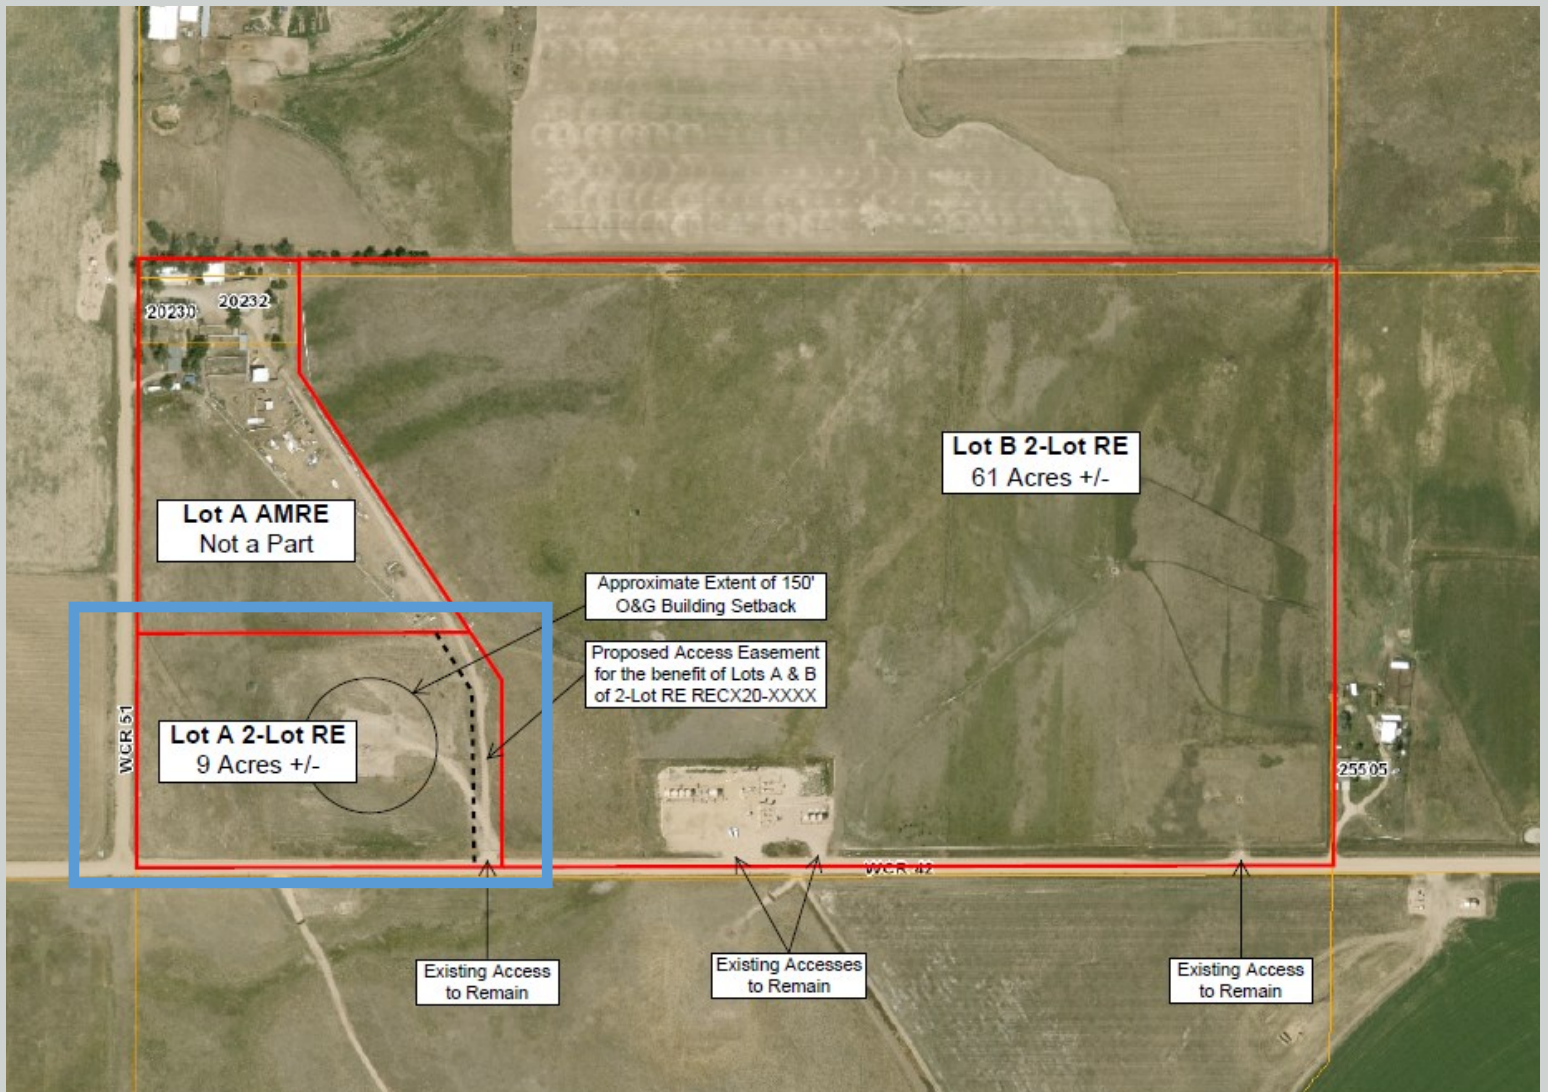 20230
20232
Lot B 2-Lot RE
61 Acres +/-
Lot A AMRE
Not a Part
Approximate Extent of 150'
O&G Building Setback
Proposed Access Easement
for the benefit of Lots A & B
of 2-Lot RE RECX20-XXXX
WCR 51
Lot A 2-Lot RE
9 Acres +/-
25505
WCR 42
Existing Access
to Remain
Existing Accesses
to Remain
Existing Access
to Remain